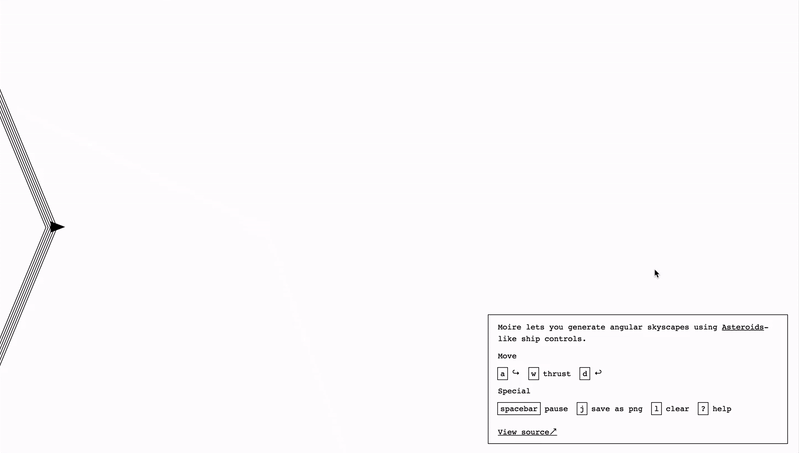 Moire lets you generate angular skyscapes using Asteroids-
like ship controls.
Move
a ↪ w thrust d ↩
Special
spacebar pause j save as png l clear ? help
View source↗